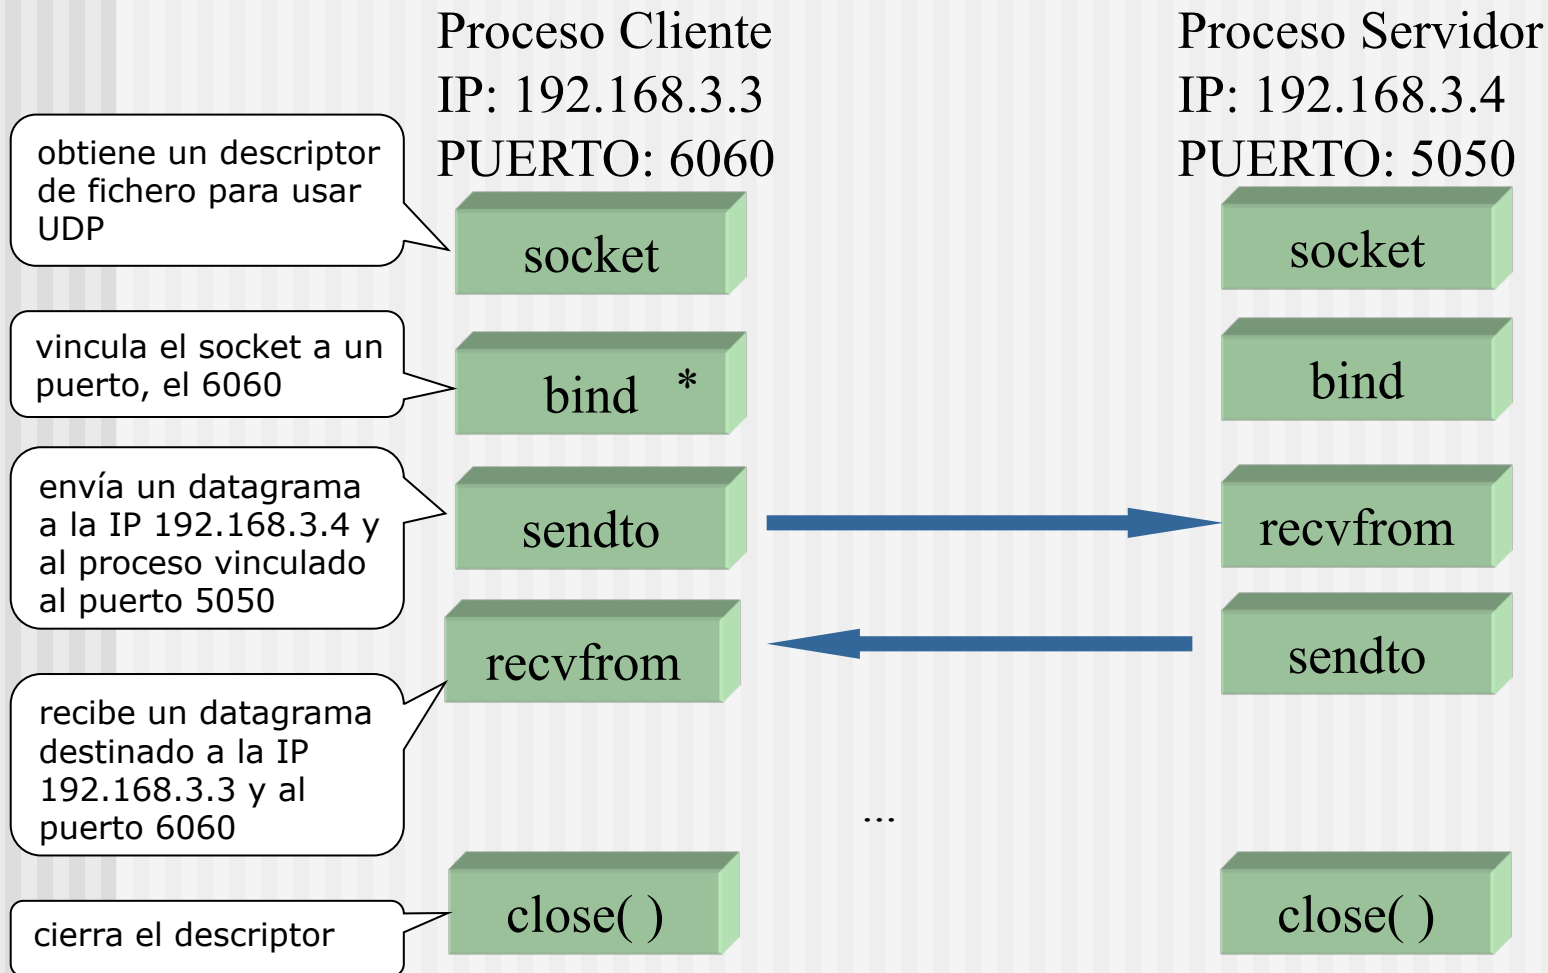 Proceso Cliente
IP: 192.168.3.3
PUERTO: 6060
Proceso Servidor
IP: 192.168.3.4
PUERTO: 5050
obtiene un descriptor
de fichero para usar
UDP
socket
socket
vincula el socket a un
puerto, el 6060
bind *
bind
envía un datagrama
a la IP 192.168.3.4 y
al proceso vinculado
al puerto 5050
sendto
recvfrom
recvfrom
sendto
recibe un datagrama
destinado a la IP
192.168.3.3 y al
puerto 6060
...
cierra el descriptor
close( )
close( )